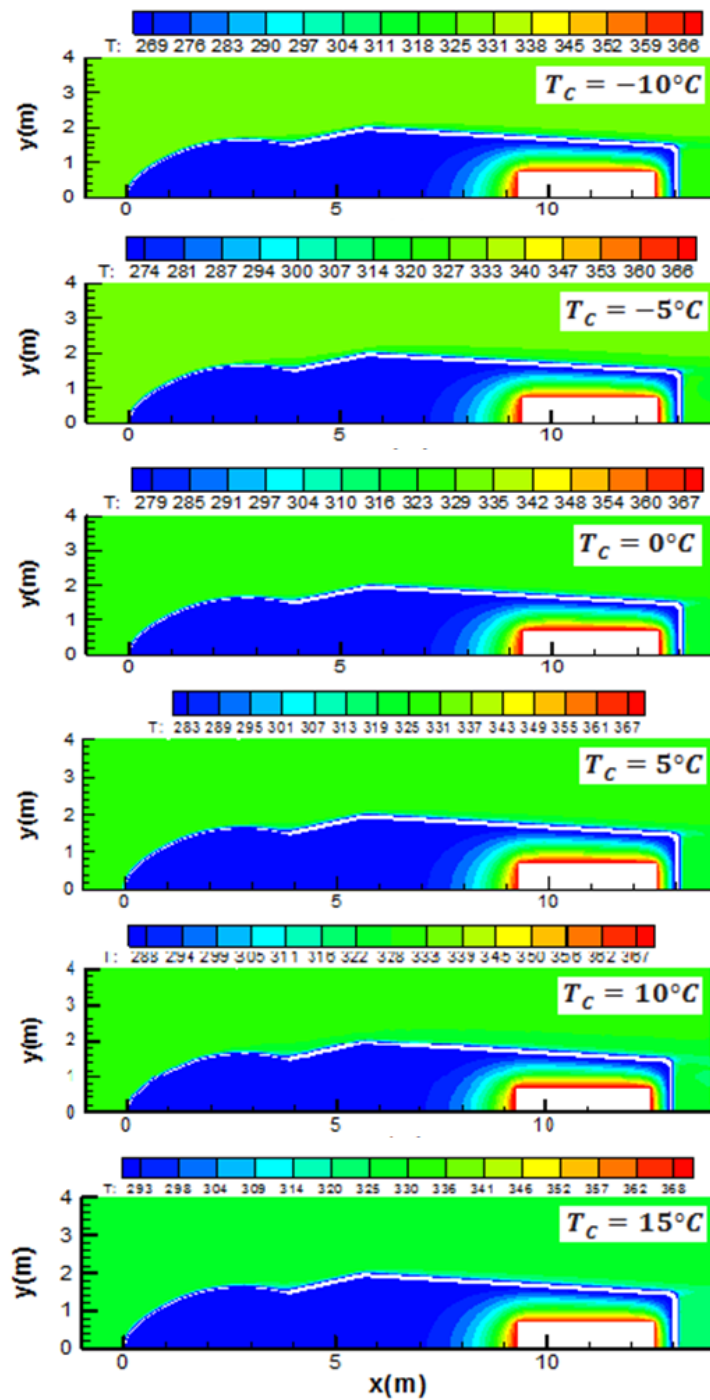 T: 269 276 283 290 297 304 311 318 325 331 338 345 352 359 366
T_C = −10°C
4
3
2
1
0
y(m)
0 5 10
T: 274 281 287 294 300 307 314 320 327 333 340 347 353 360 366
T_C = −5°C
4
3
2
1
0
y(m)
0 5 10
T: 279 285 291 297 304 310 316 323 329 335 342 348 354 360 367
T_C = 0°C
4
3
2
1
0
y(m)
0 5 10
T: 283 289 295 301 307 313 319 325 331 337 343 349 355 361 367
T_C = 5°C
4
3
2
1
0
y(m)
0 5 10
T: 288 294 299 305 311 316 322 328 333 339 345 350 356 362 367
T_C = 10°C
4
3
2
1
0
y(m)
0 5 10
T: 293 298 304 309 314 320 325 330 336 341 346 352 357 362 368
T_C = 15°C
4
3
2
1
0
y(m)
0 5 10
x(m)